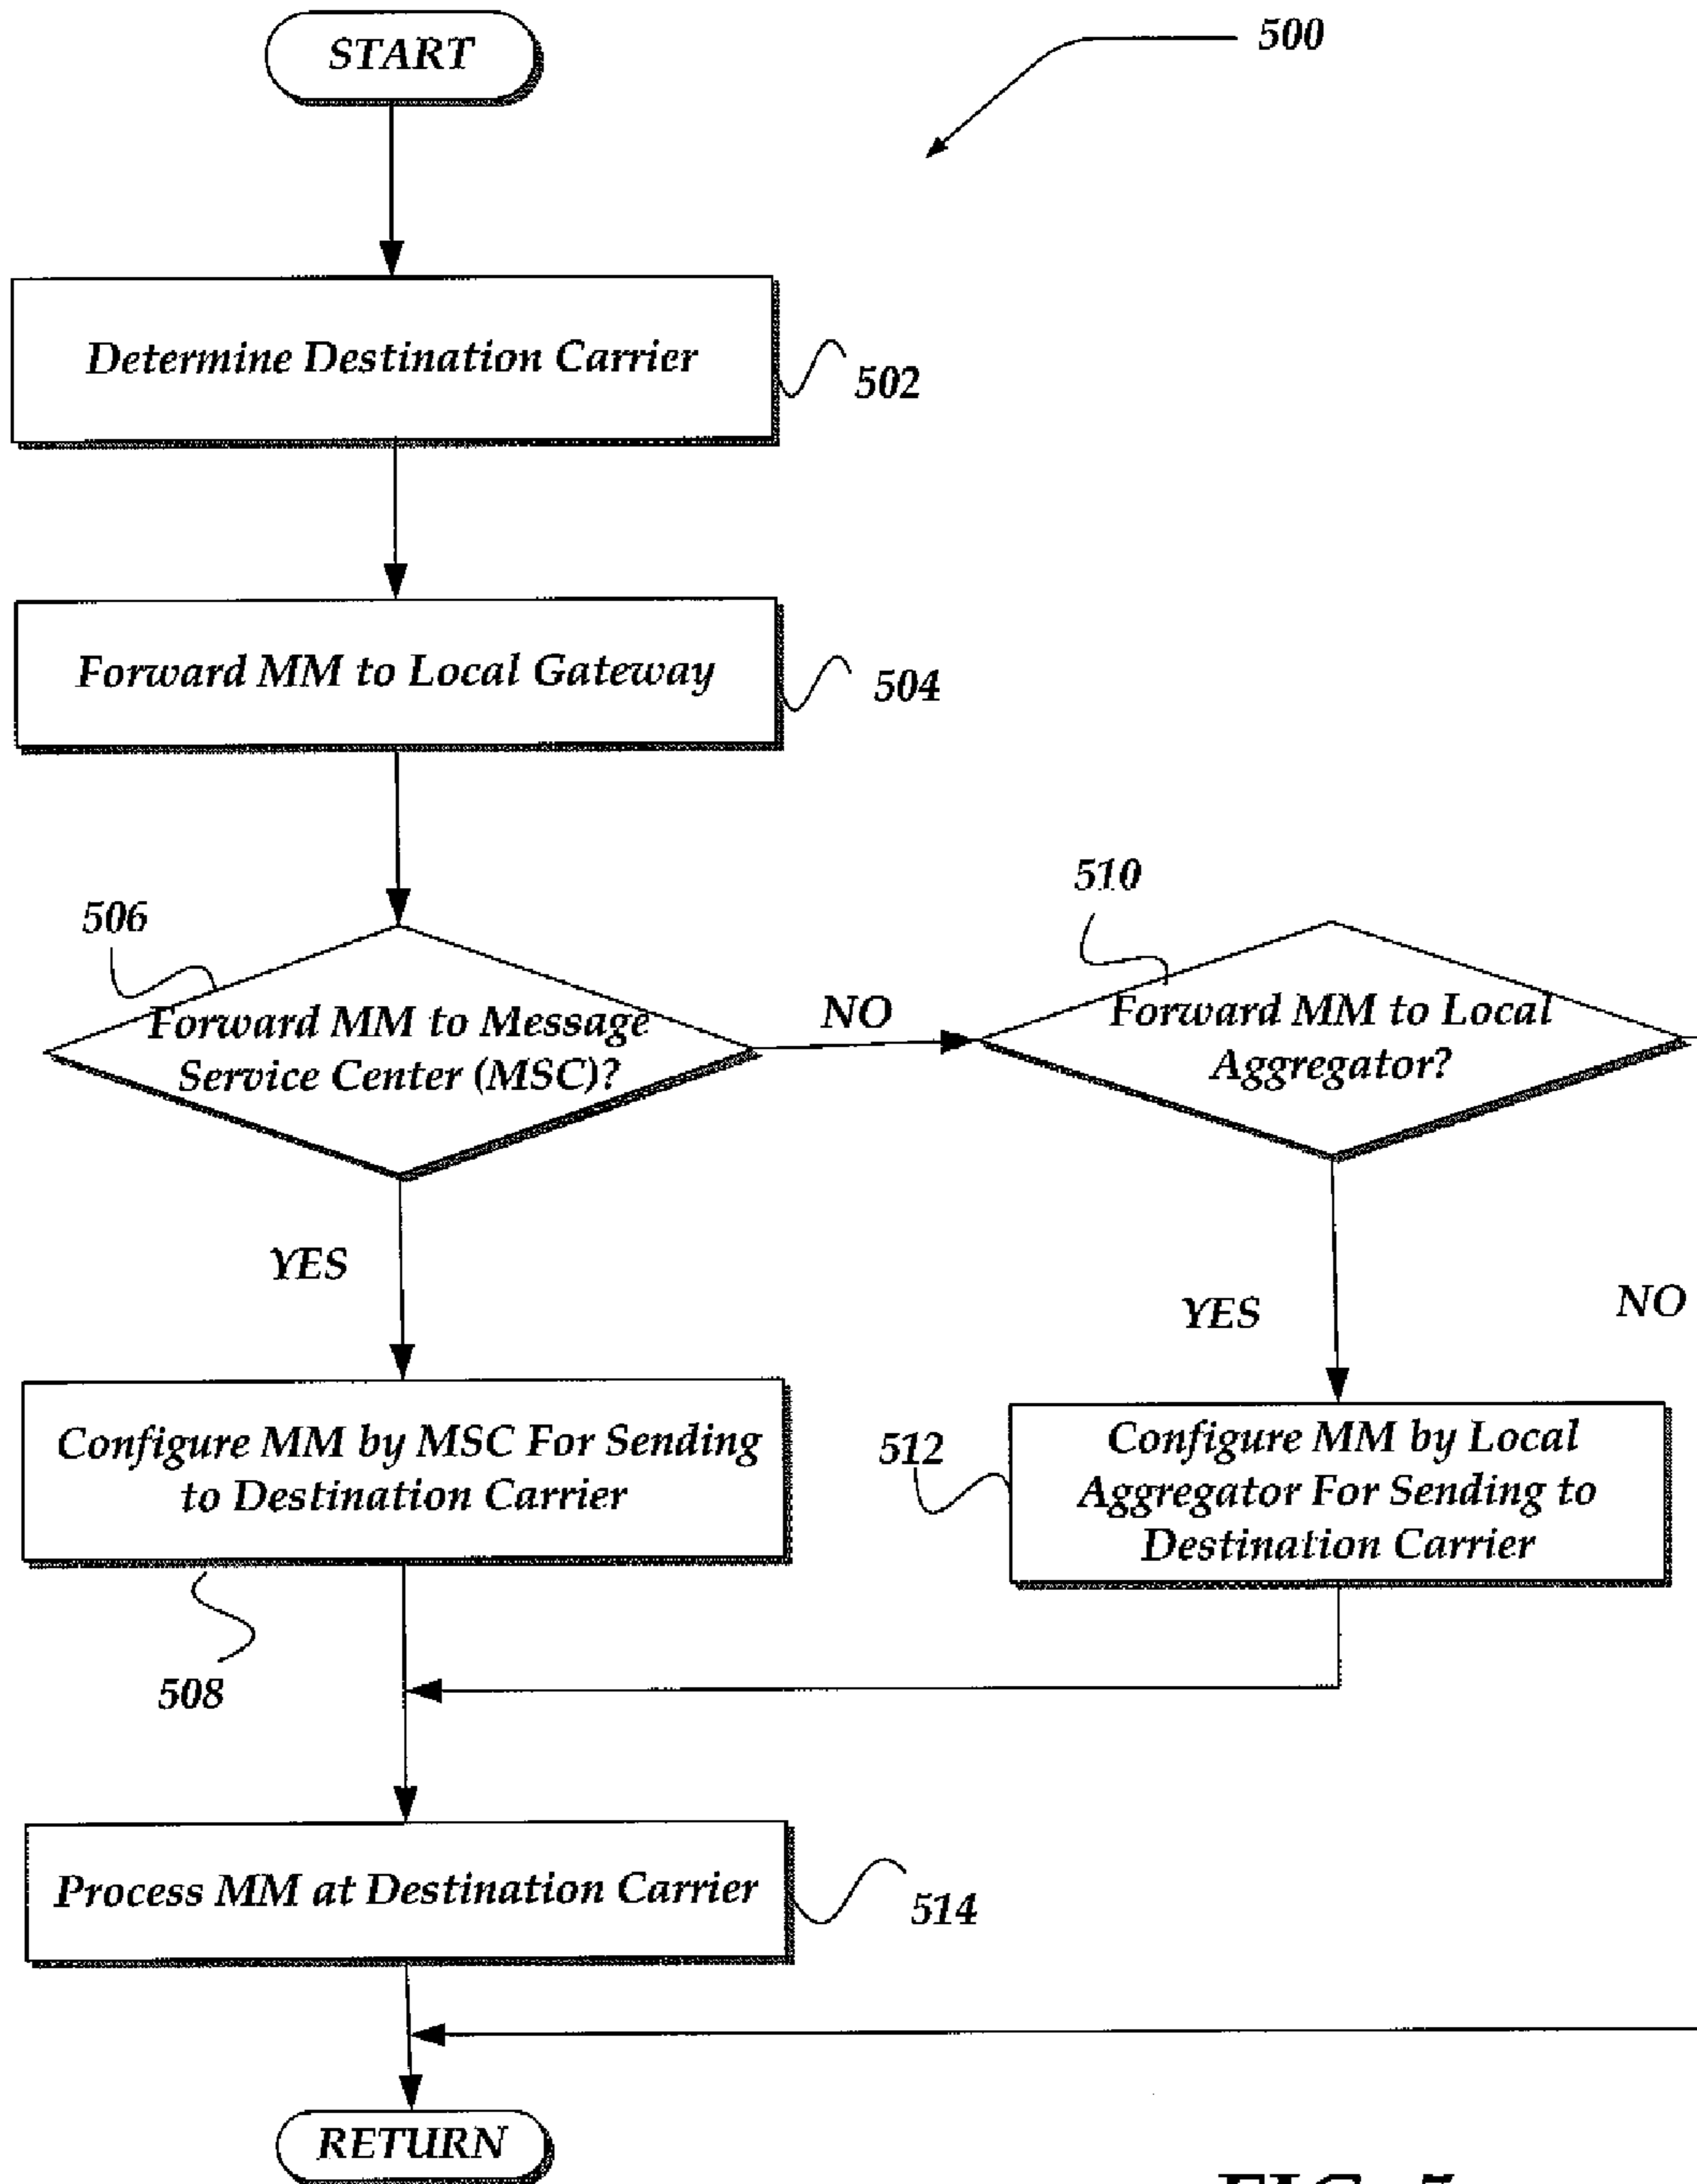 START
500
Determine Destination Carrier
502
Forward MM to Local Gateway
504
506
510
Forward MM to Message
Service Center (MSC)?
NO
Forward MM to Local
Aggregator?
YES
YES
NO
Configure MM by MSC For Sending
to Destination Carrier
508
512
Configure MM by Local
Aggregator For Sending to
Destination Carrier
Process MM at Destination Carrier
514
RETURN